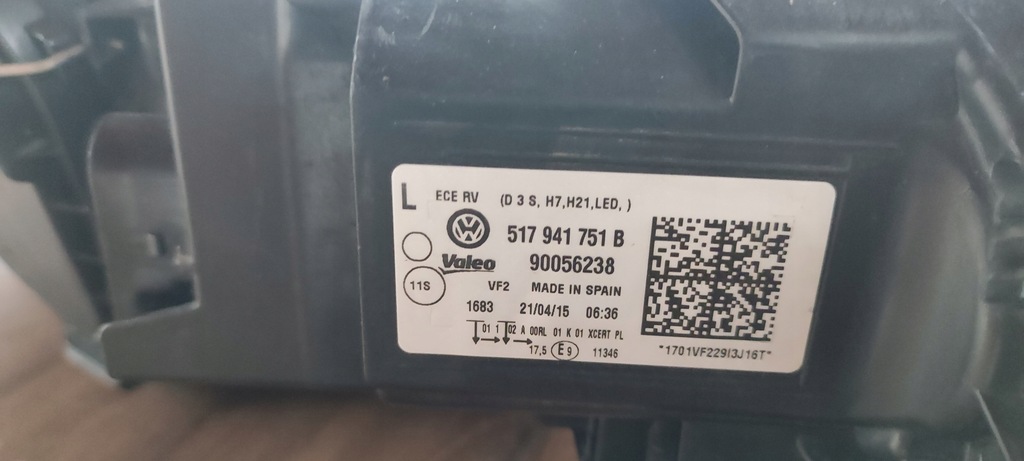 L ECE RV (D 3 S, H7,H21,LED, )
517 941 751 B
Valeo 90056238
11S VF2 MADE IN SPAIN
1683 21/04/15 06:36
01 1 02 A 00RL 01 K 01 XCERT PL
17,5 E9 11346
*1701VF229I3J16T*